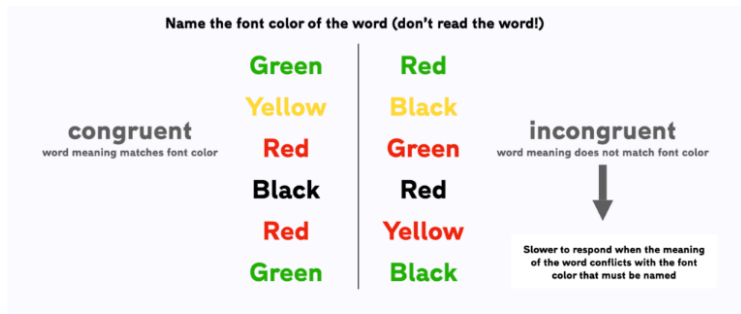 Name the font color of the word (don't read the word!)
congruent
word meaning matches font color
Green
Yellow
Red
Black
Red
Green
Red
Black
Green
Red
Yellow
Black
incongruent
word meaning does not match font color
Slower to respond when the meaning
of the word conflicts with the font
color that must be named